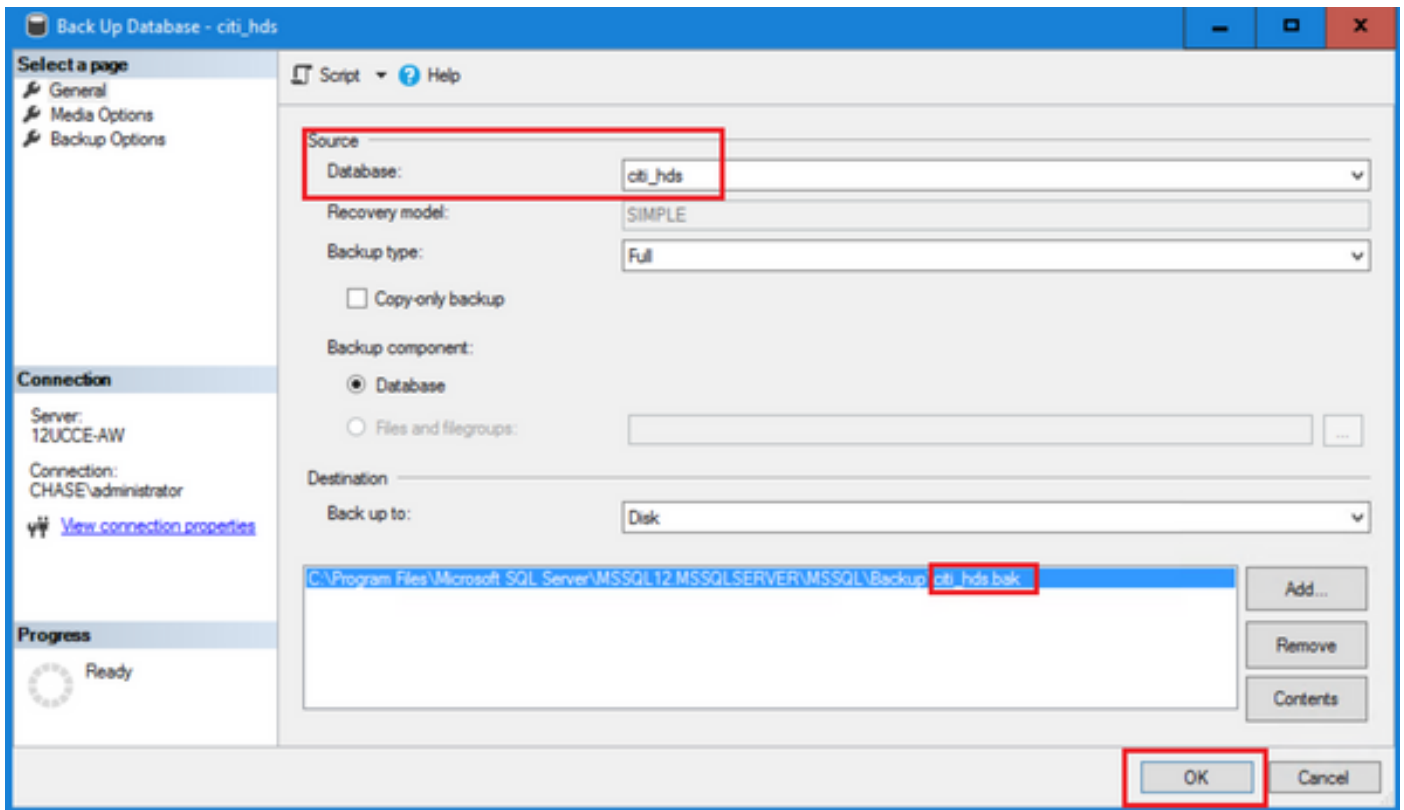 Back Up Database - citi_hds
Select a page
General
Media Options
Backup Options
Script Help
Source
Database: citi_hds
Recovery model: SIMPLE
Backup type: Full
Copy-only backup
Backup component:
Database
Files and filegroups: ...
Destination
Back up to: Disk
C:\Program Files\Microsoft SQL Server\MSSQL12.MSSQLSERVER\MSSQL\Backup\citi_hds.bak
Add...
Remove
Contents
Connection
Server:
12UCCE-AW
Connection:
CHASE\administrator
View connection properties
Progress
Ready
OK Cancel